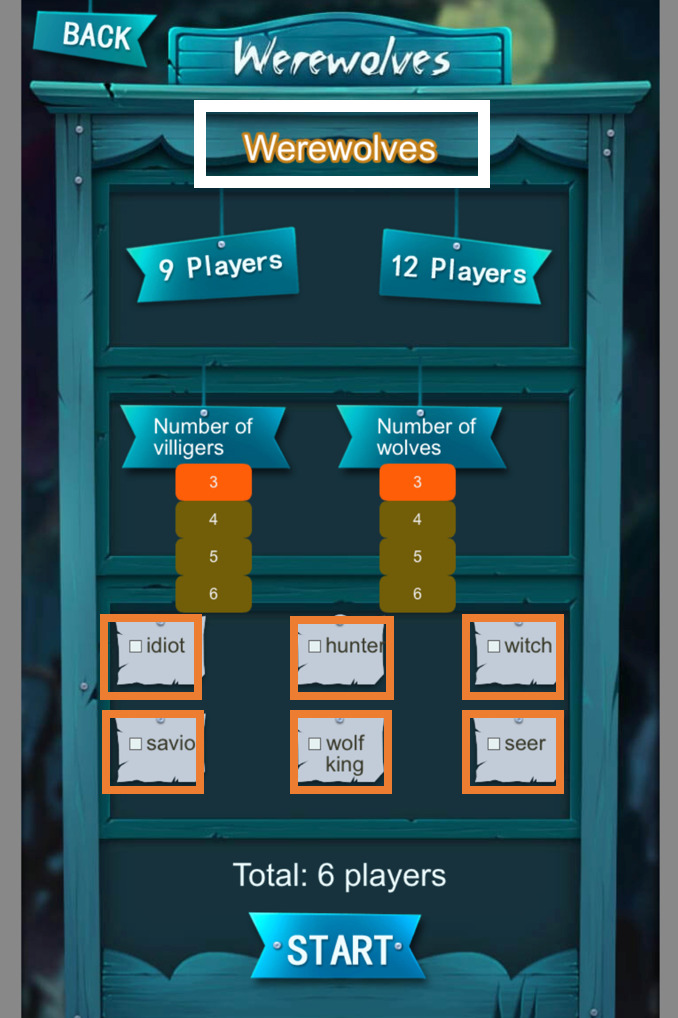 BACK
Werewolves
Werewolves
9 Players
12 Players
Number of
villigers
Number of
wolves
3
3
4
4
5
5
6
6
idiot
hunter
witch
savio
wolf
king
seer
Total: 6 players
START